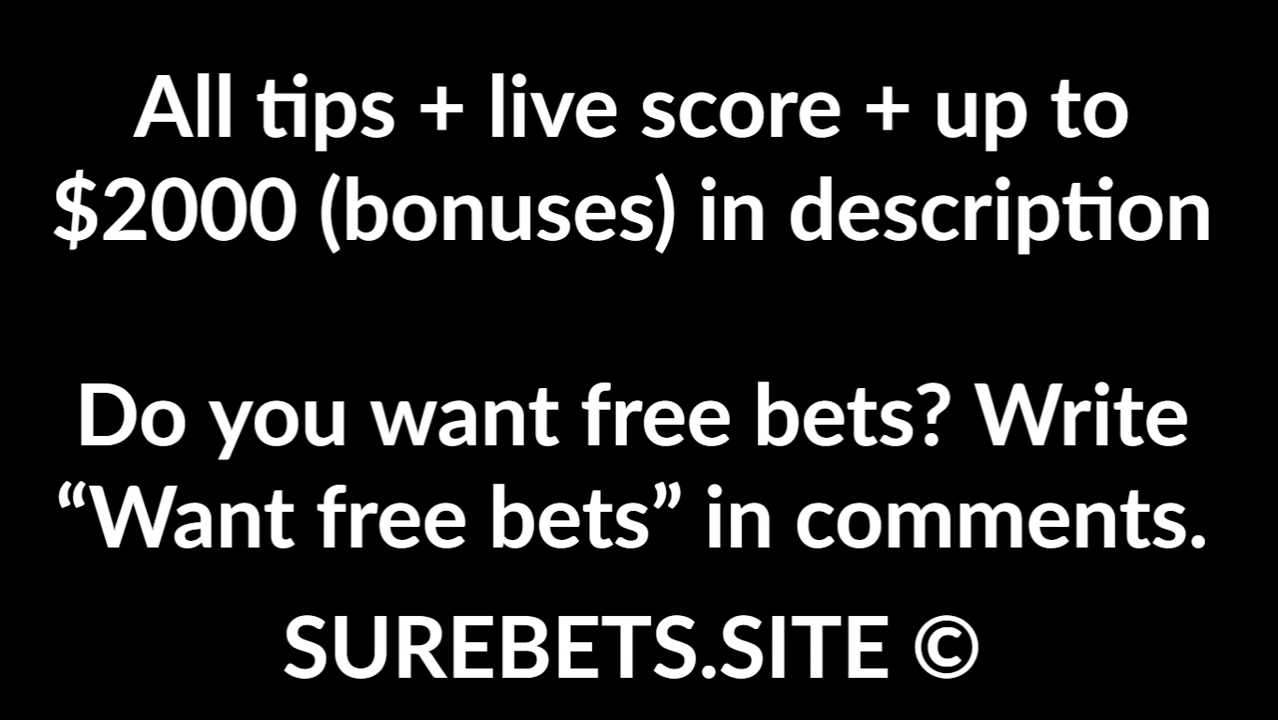 All tips + live score + up to
$2000 (bonuses) in description
Do you want free bets? Write
“Want free bets” in comments.
SUREBETS.SITE ©